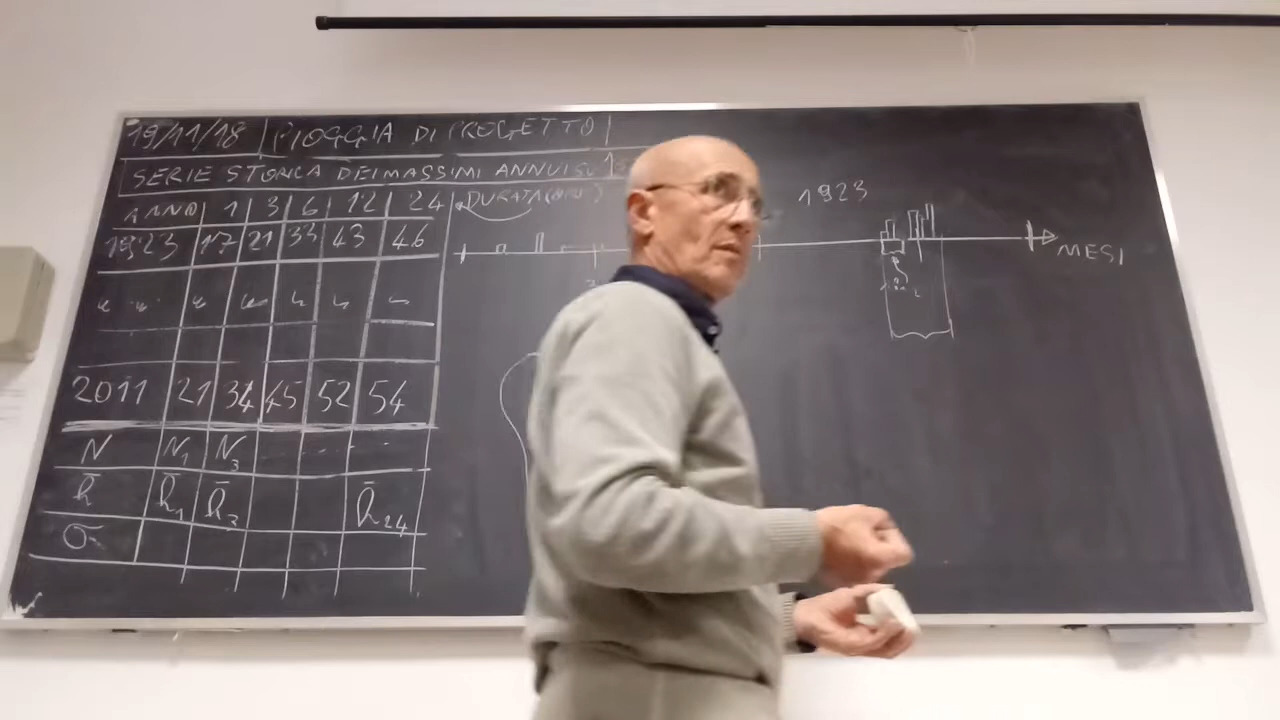 19/11/18 PIOGGIA DI PROGETTO
SERIE STORICA DEI MASSIMI ANNUI SU
ANNO 1 3 6 12 24 DURATA
1923 17 21 33 43 46
2011 21 34 45 52 54
N N1 N3
h̄ h̄1 h̄3 h̄24
σ
1923
MESI